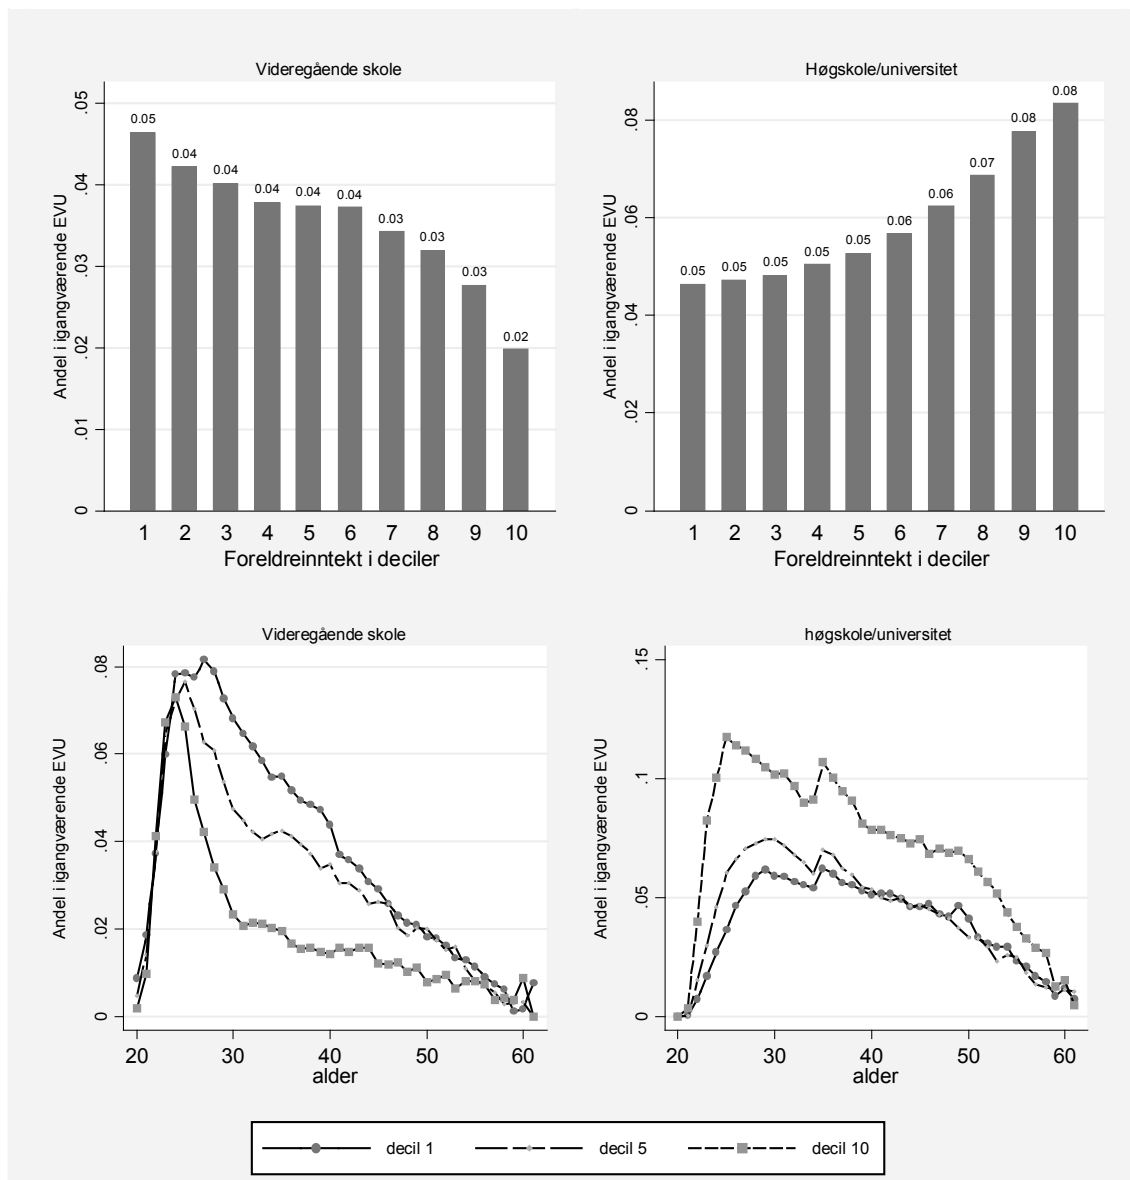 Videregående skole
Andel i igangværende EVU
.05
.04
.03
.02
.01
0
0.05
0.04
0.04
0.04
0.04
0.04
0.03
0.03
0.03
0.02
1 2 3 4 5 6 7 8 9 10
Foreldreinntekt i deciler
Høgskole/universitet
Andel i igangværende EVU
.08
.06
.04
.02
0
0.05
0.05
0.05
0.05
0.05
0.06
0.06
0.07
0.08
0.08
1 2 3 4 5 6 7 8 9 10
Foreldreinntekt i deciler
Videregående skole
Andel i igangværende EVU
.08
.06
.04
.02
0
20 30 40 50 60
alder
høgskole/universitet
Andel i igangværende EVU
.15
.1
.05
0
20 30 40 50 60
alder
decil 1 decil 5 decil 10